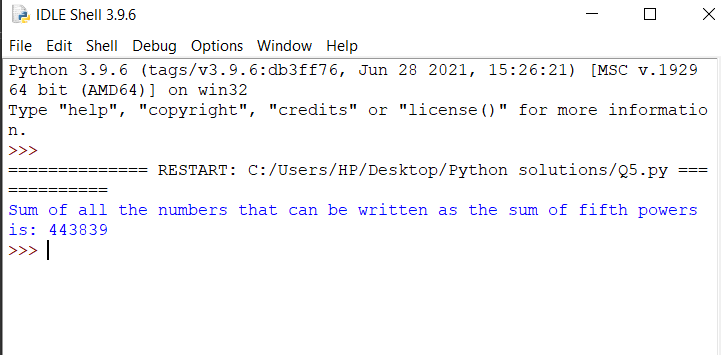 IDLE Shell 3.9.6
File Edit Shell Debug Options Window Help
Python 3.9.6 (tags/v3.9.6:db3ff76, Jun 28 2021, 15:26:21) [MSC v.1929
64 bit (AMD64)] on win32
Type "help", "copyright", "credits" or "license()" for more informatio
n.
>>>
============== RESTART: C:/Users/HP/Desktop/Python solutions/Q5.py ===
==========
Sum of all the numbers that can be written as the sum of fifth powers
is: 443839
>>>